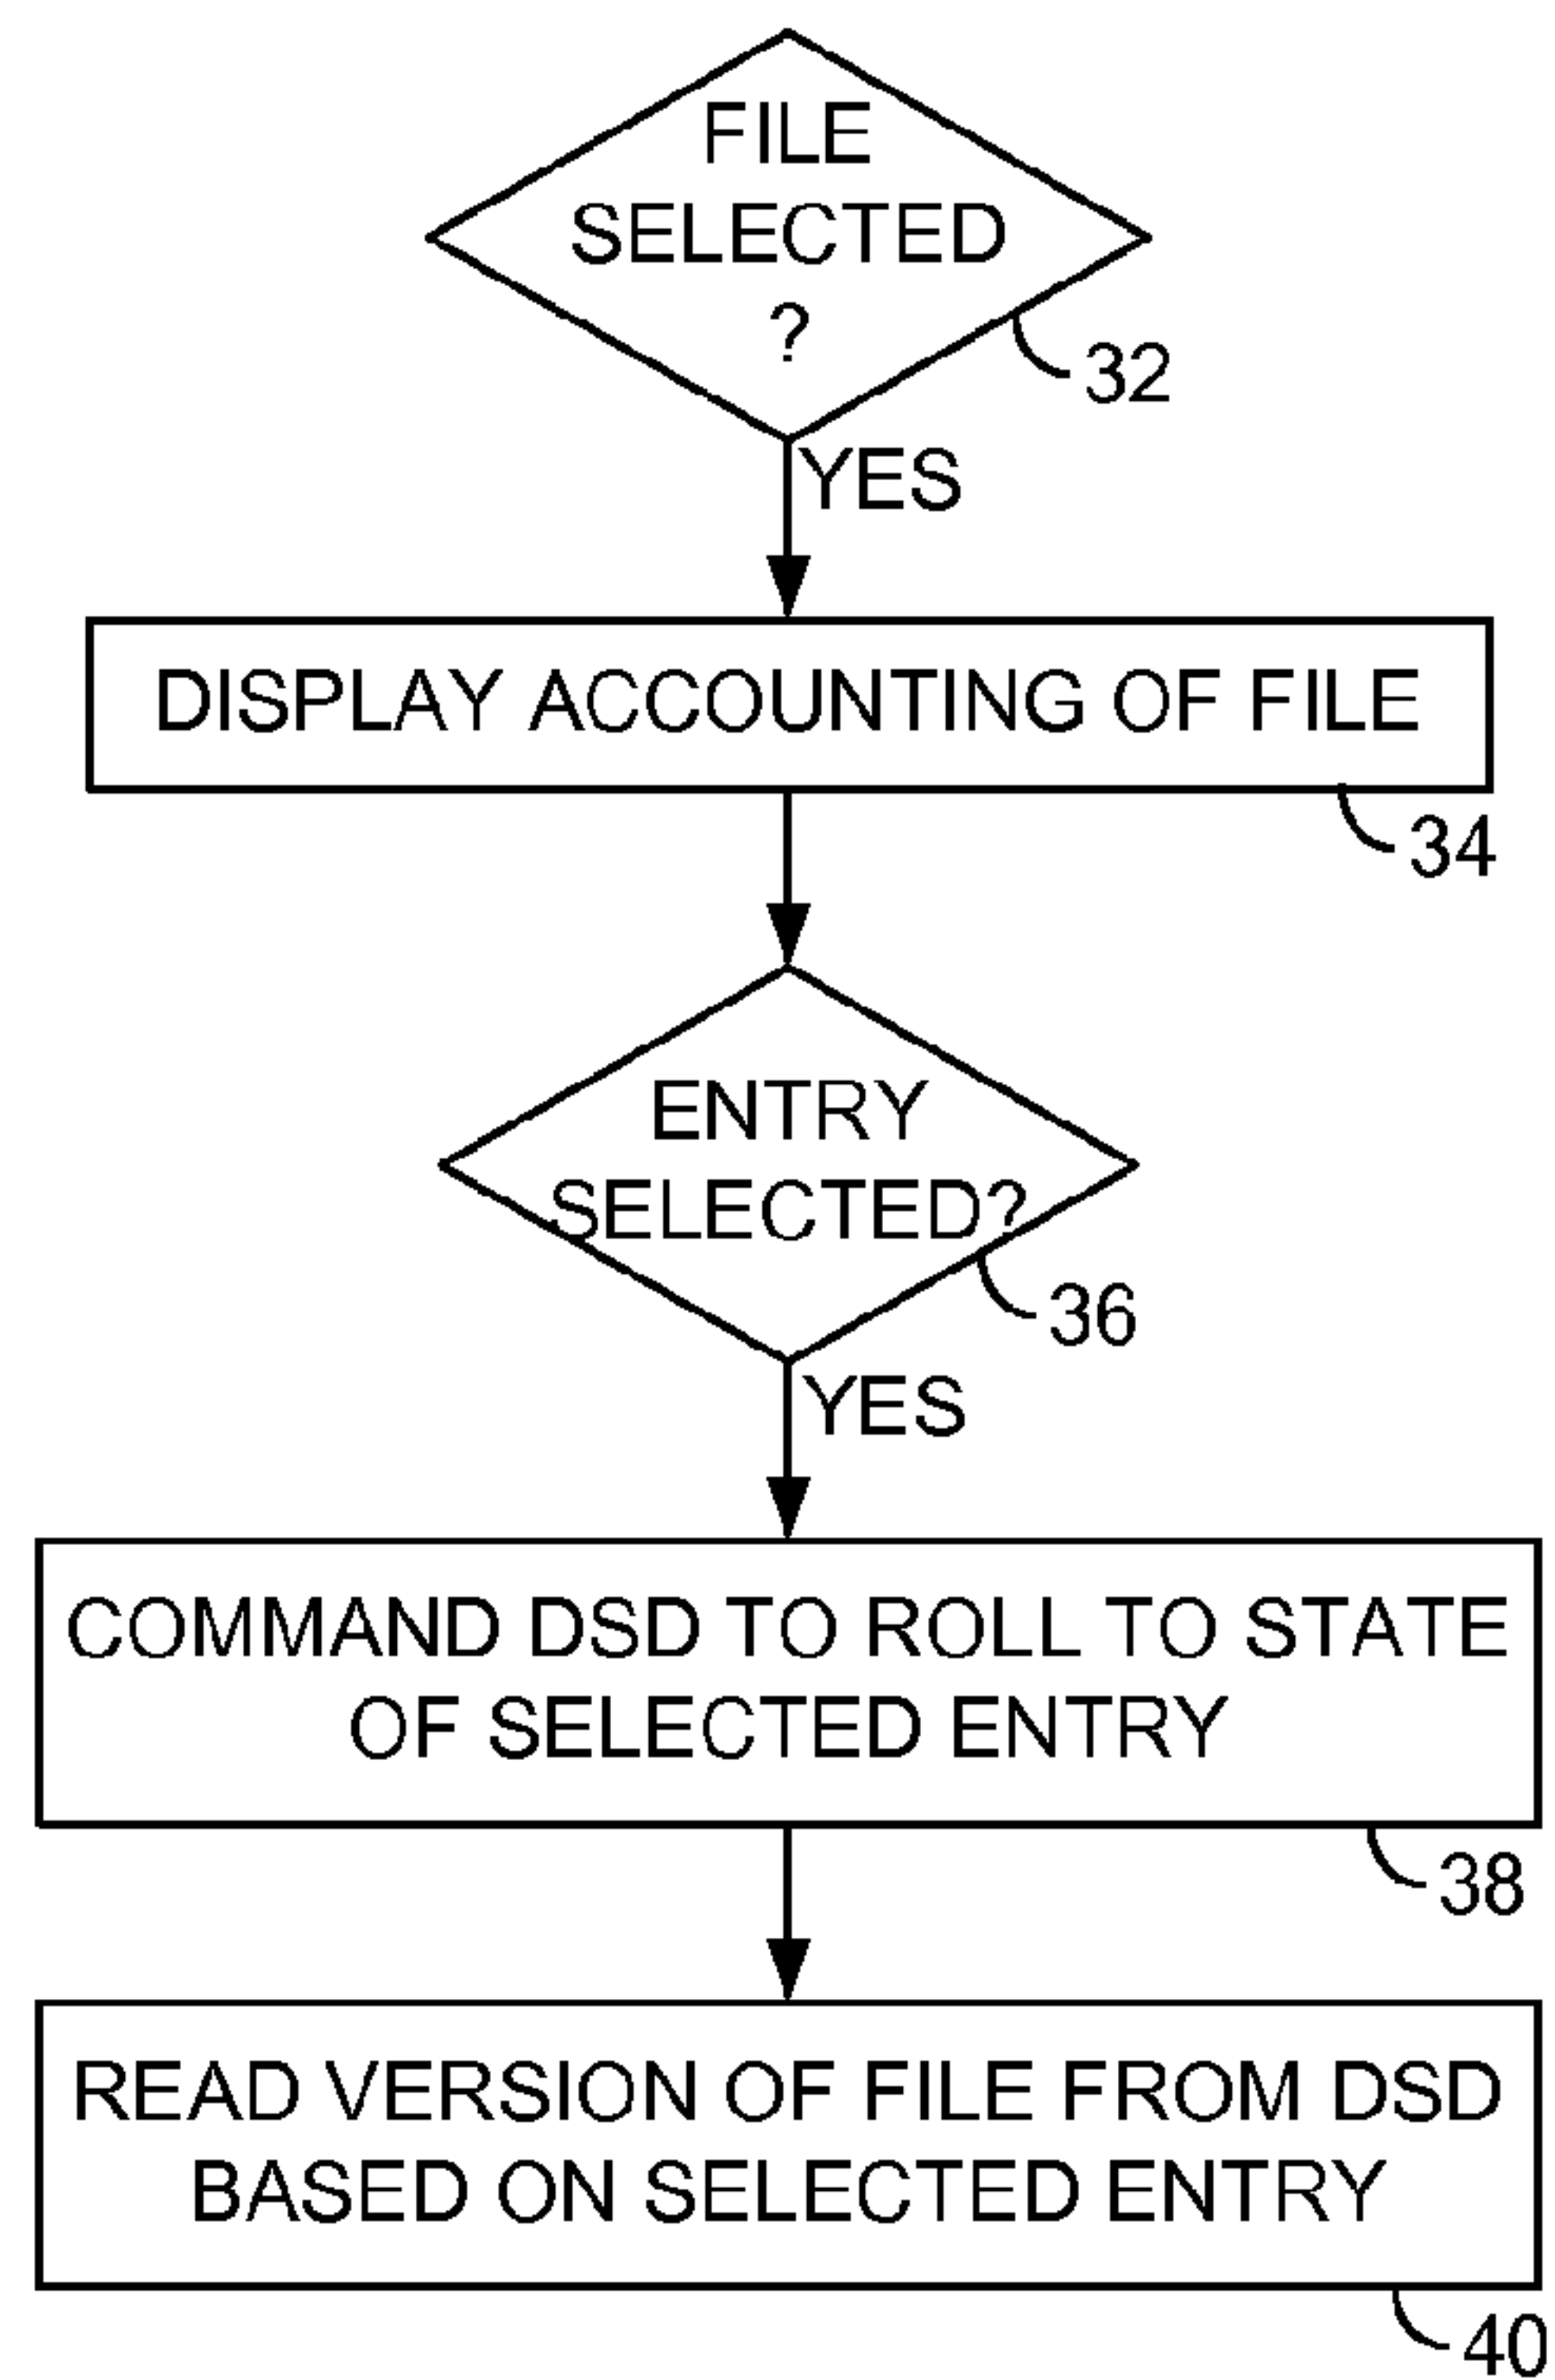 FILE
SELECTED
?
32
YES
DISPLAY ACCOUNTING OF FILE
34
ENTRY
SELECTED?
36
YES
COMMAND DSD TO ROLL TO STATE
OF SELECTED ENTRY
38
READ VERSION OF FILE FROM DSD
BASED ON SELECTED ENTRY
40